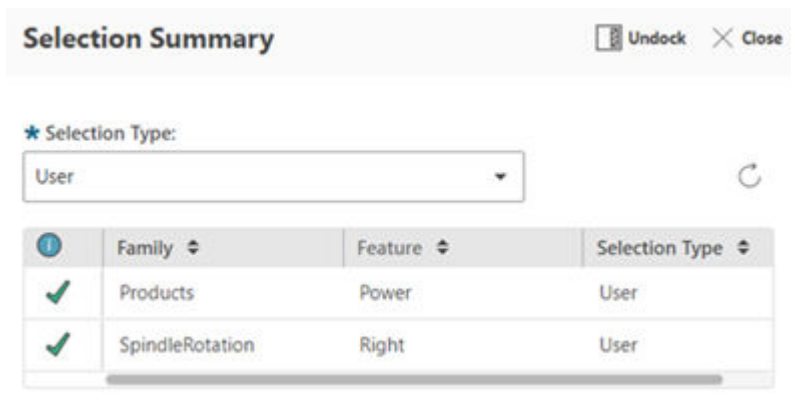 Selection Summary Undock Close
* Selection Type:
User
Family Feature Selection Type
Products Power User
SpindleRotation Right User